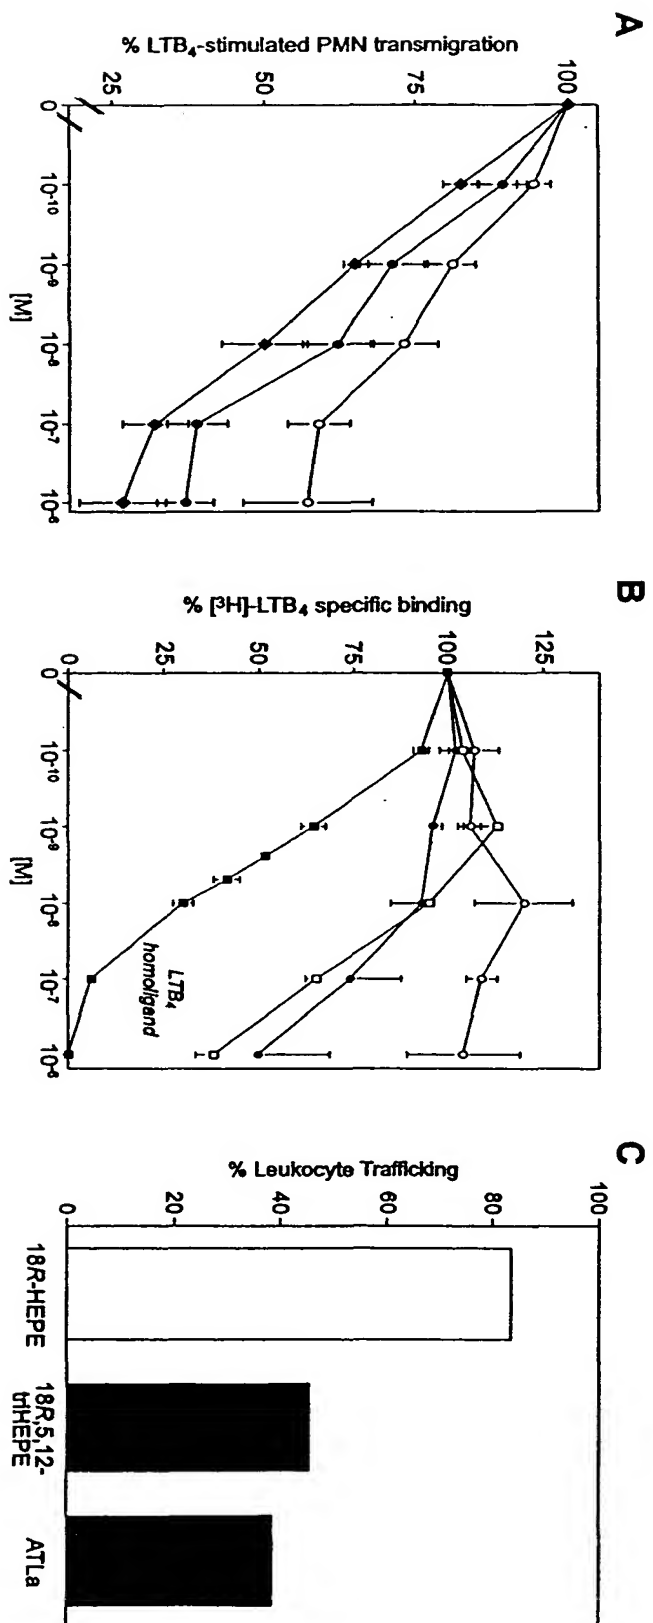 A
% LTB4-stimulated PMN transmigration
100
75
50
25
0
10-10
10-9
10-8
10-7
10-6
[M]
B
% [3H]-LTB4 specific binding
125
100
75
50
25
0
0
10-10
10-9
10-8
10-7
10-6
[M]
LTB4
homoligand
C
% Leukocyte Trafficking
100
80
60
40
20
0
18R-HEPE
18R,5,12-
triHEPE
ATLa